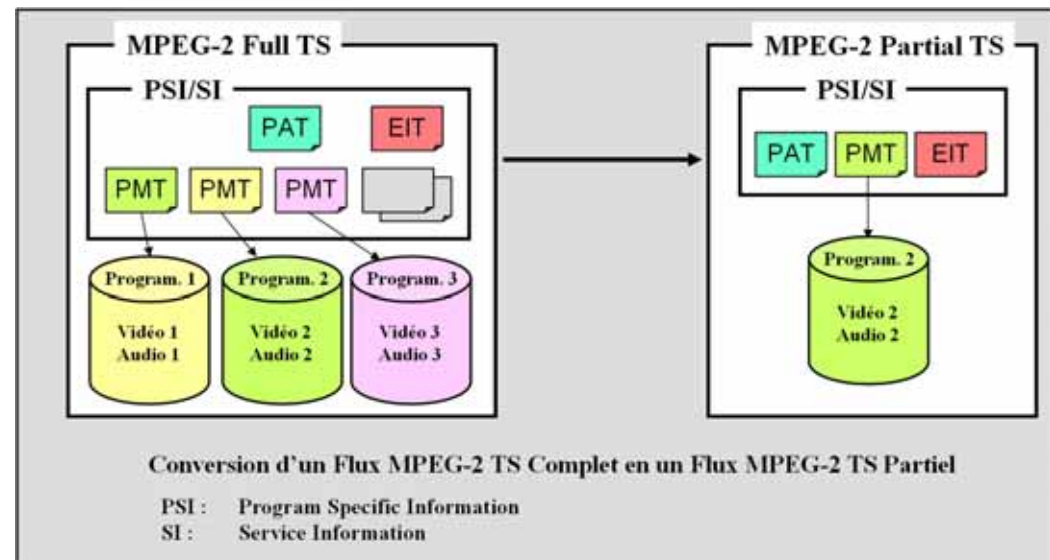 MPEG-2 Full TS
PSI/SI
PAT
EIT
PMT
PMT
PMT
Program. 1
Vidéo 1
Audio 1
Program. 2
Vidéo 2
Audio 2
Program. 3
Vidéo 3
Audio 3
MPEG-2 Partial TS
PSI/SI
PAT
PMT
EIT
Program. 2
Vidéo 2
Audio 2
Conversion d'un Flux MPEG-2 TS Complet en un Flux MPEG-2 TS Partiel
PSI : Program Specific Information
SI : Service Information